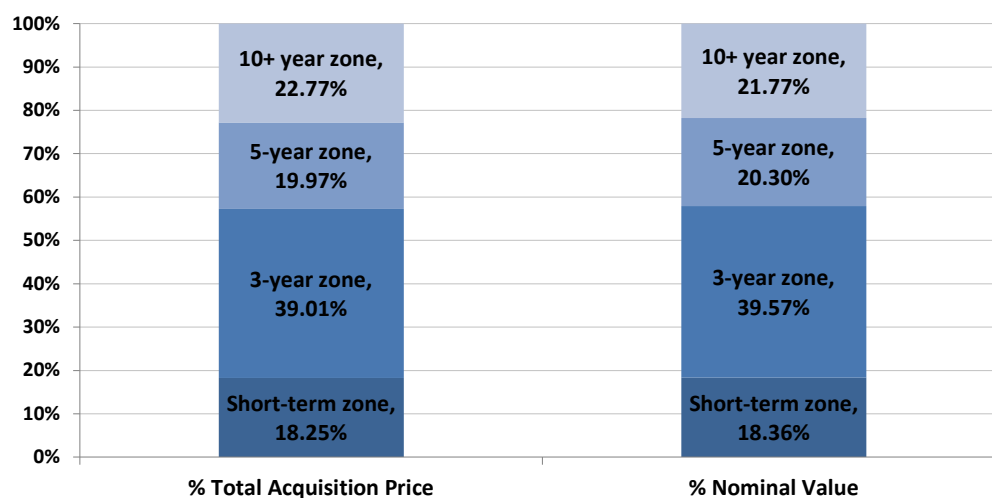 100%
90%
80%
70%
60%
50%
40%
30%
20%
10%
0%
10+ year zone,
22.77%
5-year zone,
19.97%
3-year zone,
39.01%
Short-term zone,
18.25%
10+ year zone,
21.77%
5-year zone,
20.30%
3-year zone,
39.57%
Short-term zone,
18.36%
% Total Acquisition Price
% Nominal Value